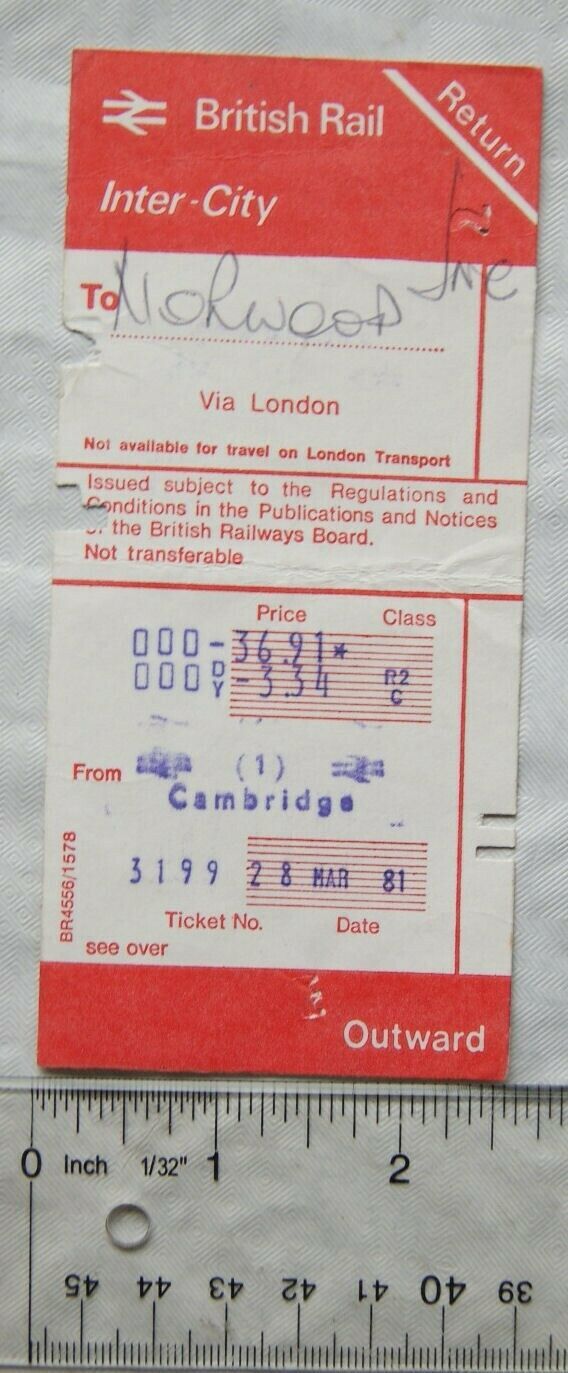 British Rail
Return
Inter-City
To Norwood Jnc
Via London
Not available for travel on London Transport
Issued subject to the Regulations and
Conditions in the Publications and Notices
of the British Railways Board.
Not transferable
Price Class
000-36.91*
000 DY -3.34 R2 C
From (1)
Cambridge
3199 28 MAR 81
Ticket No. Date
BR4556/1578
see over
Outward
0 Inch 1/32" 1 2
45 44 43 42 41 40 39